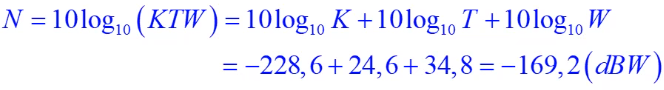 N = 10log₁₀(KTW) = 10log₁₀ K + 10log₁₀ T + 10log₁₀ W
= −228,6 + 24,6 + 34,8 = −169,2(dBW)